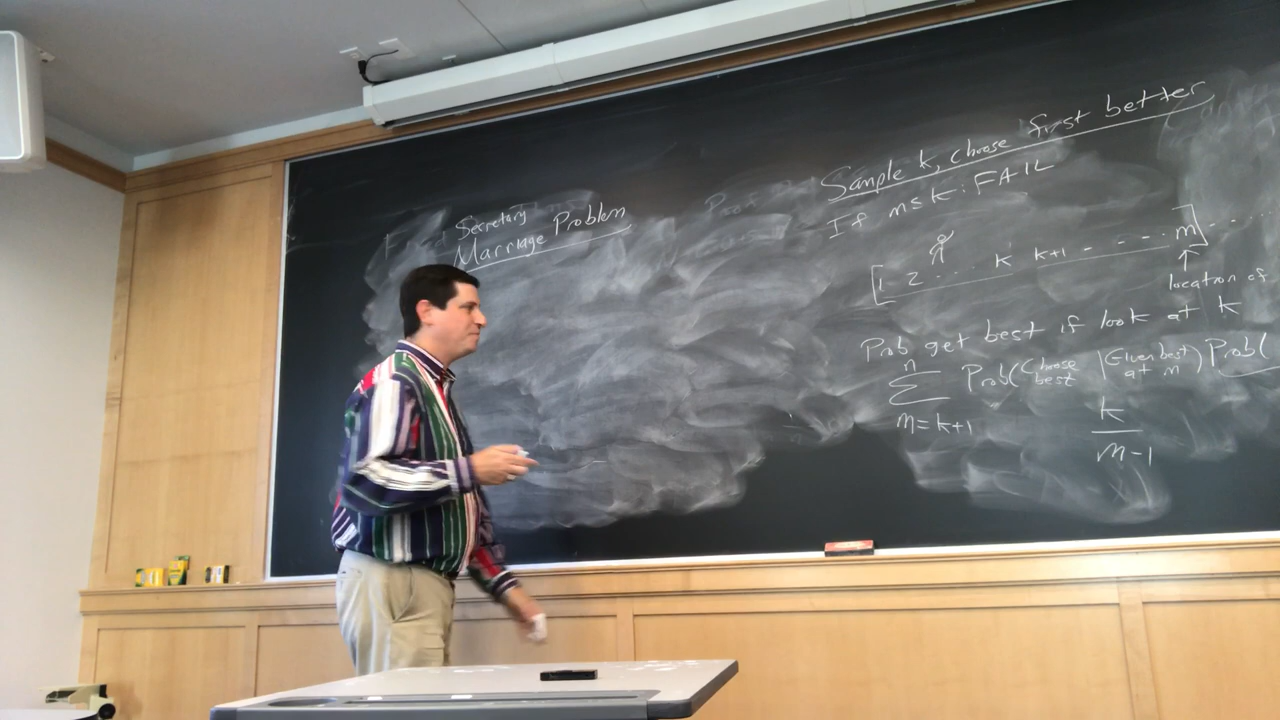 Secretary
Marriage Problem
Sample k, choose first better
If m≤k: FAIL
[1 2 ... k k+1 - - - - m] . . . . .
↑
location of
Prob get best if look at k
n
∑ Prob(Choose best | Given best at m) Prob(
m=k+1
k
m-1